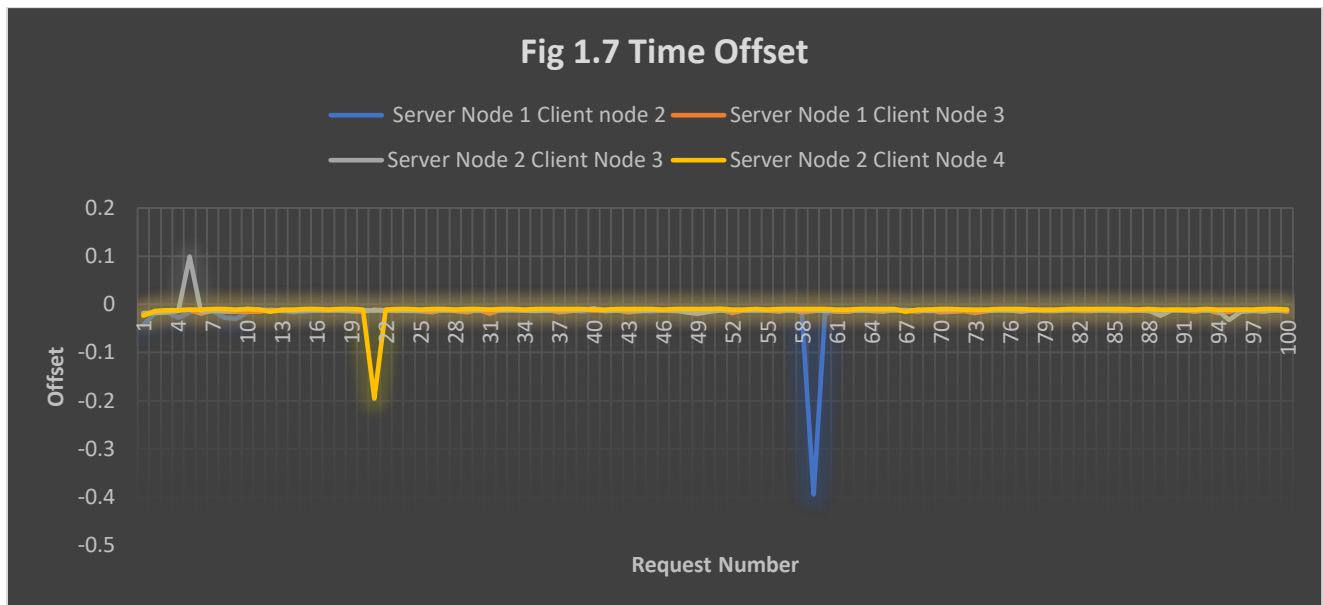 Fig 1.7 Time Offset
Server Node 1 Client node 2
Server Node 1 Client Node 3
Server Node 2 Client Node 3
Server Node 2 Client Node 4
0.2
0.1
0
-0.1
-0.2
-0.3
-0.4
-0.5
Offset
1 4 7 10 13 16 19 22 25 28 31 34 37 40 43 46 49 52 55 58 61 64 67 70 73 76 79 82 85 88 91 94 97 100
Request Number